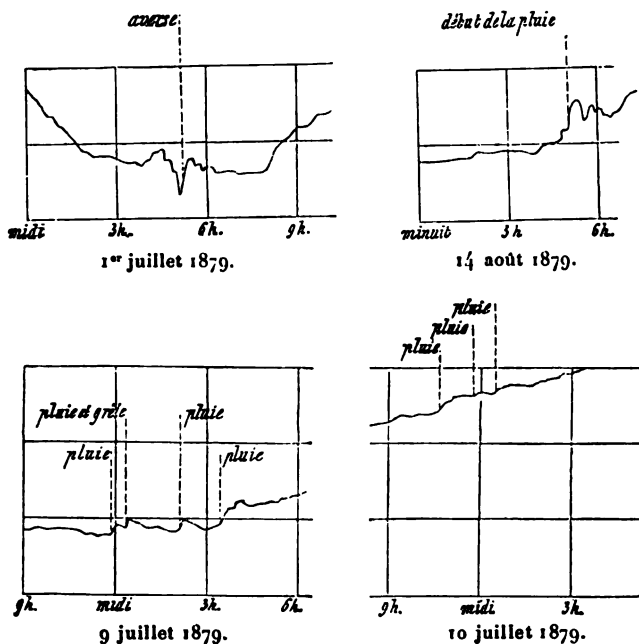 averse
midi 3h. 6h. 9h.
1er juillet 1879.
début de la pluie
minuit 3h 6h.
14 août 1879.
pluie et grêle
pluie
pluie
pluie
9h. midi 3h. 6h.
9 juillet 1879.
pluie
pluie
pluie
9h. midi 3h.
10 juillet 1879.